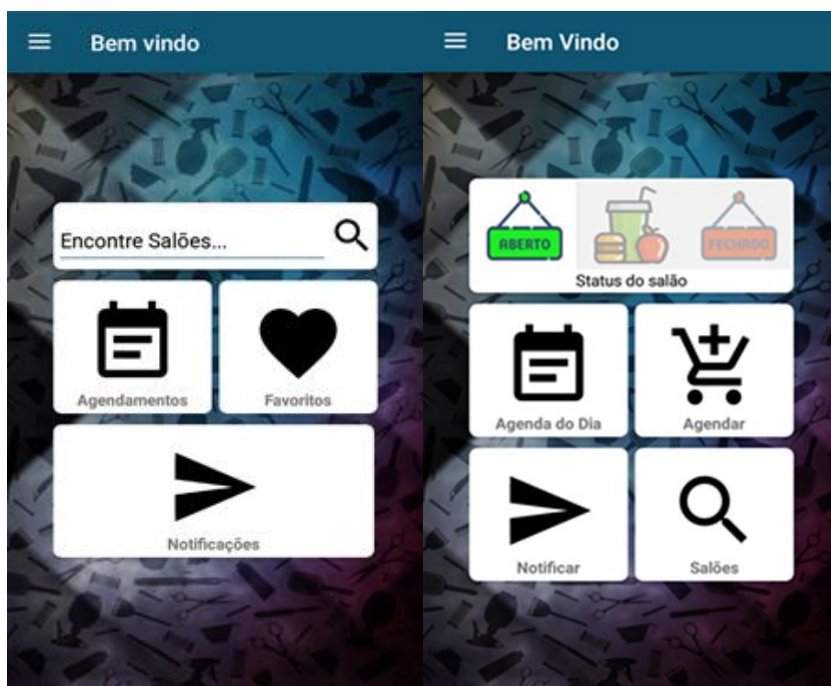 Bem vindo
Encontre Salões...
Agendamentos
Favoritos
Notificações
Bem Vindo
ABERTO
FECHADO
Status do salão
Agenda do Dia
Agendar
Notificar
Salões